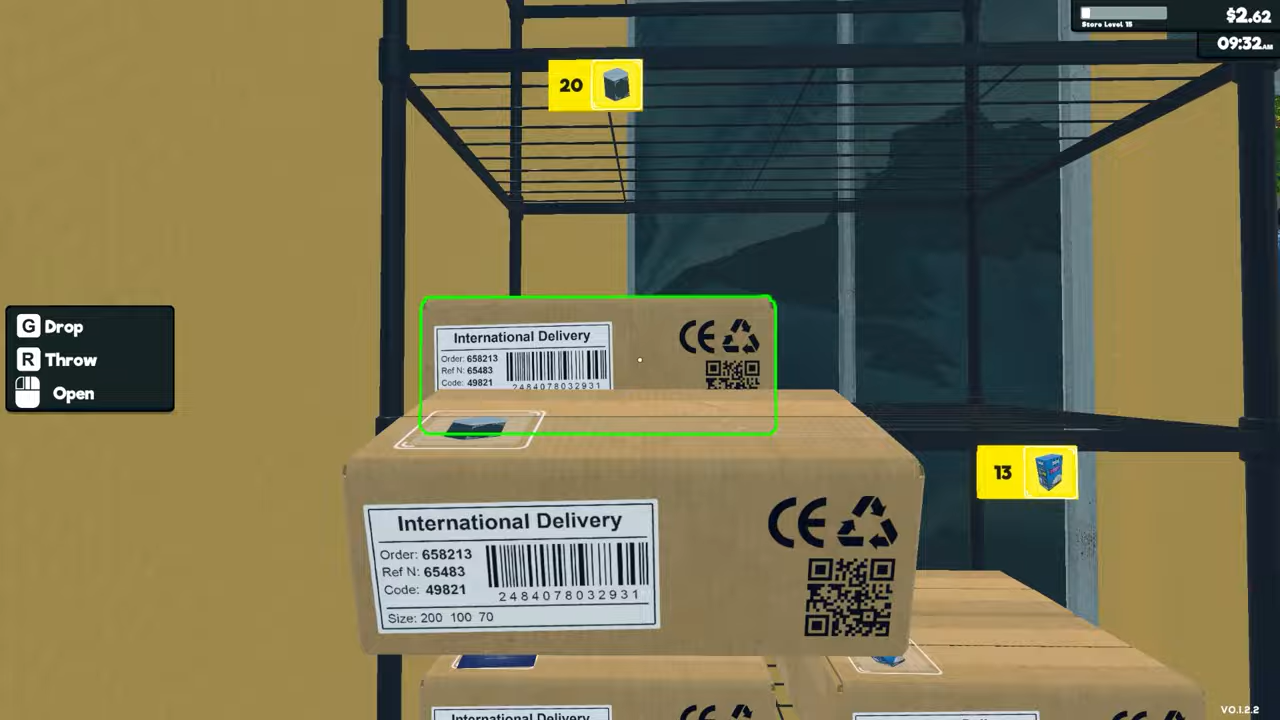 $2.62
Store Level 15
09:32AM
20
G Drop
R Throw
Open
International Delivery
Order: 658213
Ref N: 65483
Code: 49821
2484078032931
CE
13
International Delivery
Order: 658213
Ref N: 65483
Code: 49821
2484078032931
Size: 200 100 70
CE
International Delivery
V0.1.2.2